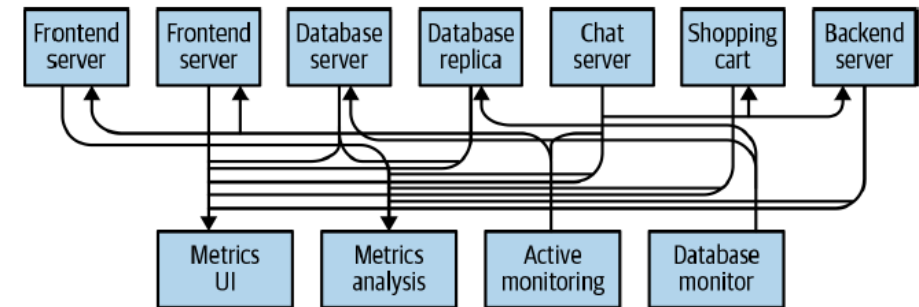 Frontend
server
Frontend
server
Database
server
Database
replica
Chat
server
Shopping
cart
Backend
server
Metrics
UI
Metrics
analysis
Active
monitoring
Database
monitor